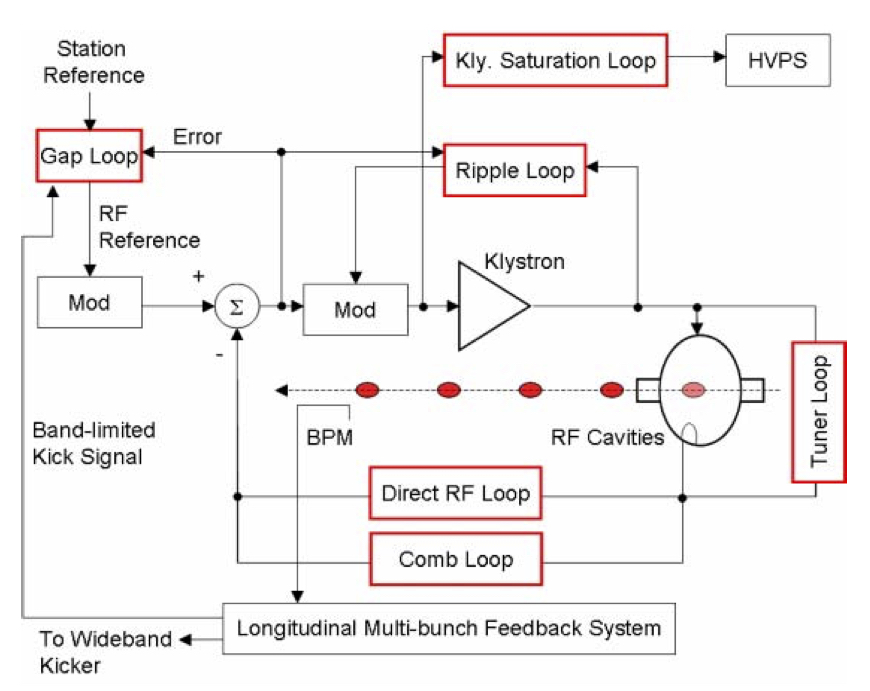 Station
Reference
Kly. Saturation Loop
HVPS
Error
Gap Loop
Ripple Loop
RF
Reference
Klystron
+
Mod
Σ
Mod
-
Tuner Loop
Band-limited
Kick Signal
BPM
RF Cavities
Direct RF Loop
Comb Loop
Longitudinal Multi-bunch Feedback System
To Wideband
Kicker